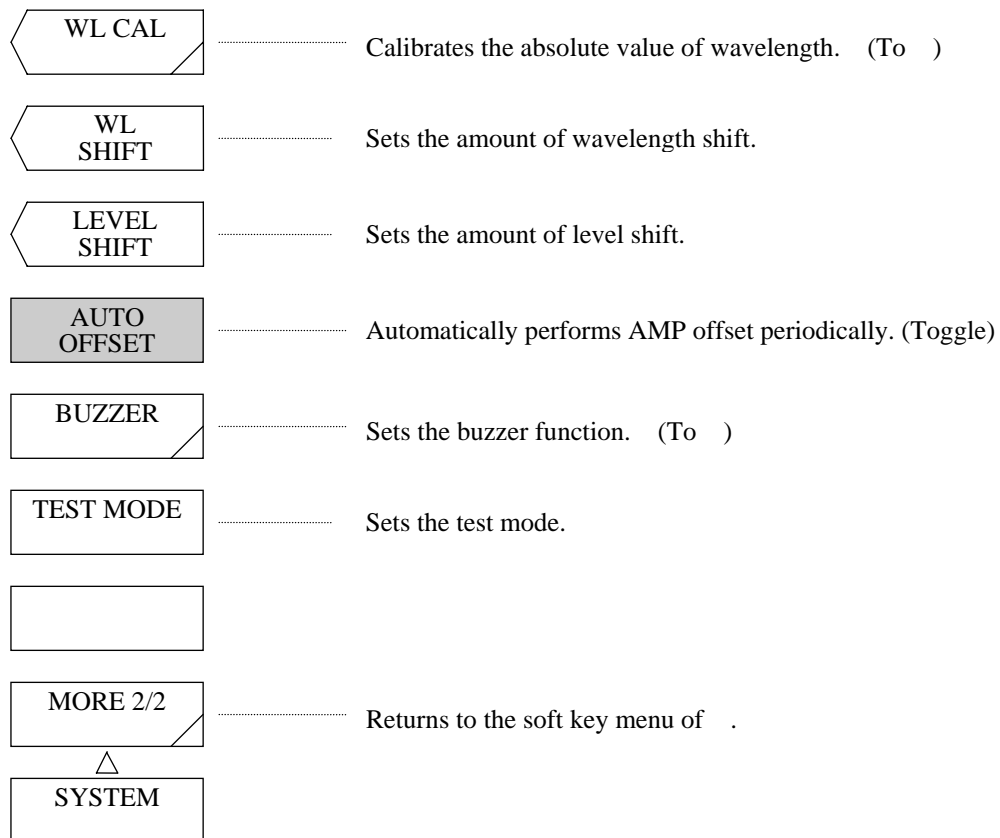 WL CAL
Calibrates the absolute value of wavelength. (To )
WL
SHIFT
Sets the amount of wavelength shift.
LEVEL
SHIFT
Sets the amount of level shift.
AUTO
OFFSET
Automatically performs AMP offset periodically. (Toggle)
BUZZER
Sets the buzzer function. (To )
TEST MODE
Sets the test mode.
MORE 2/2
Returns to the soft key menu of .
SYSTEM